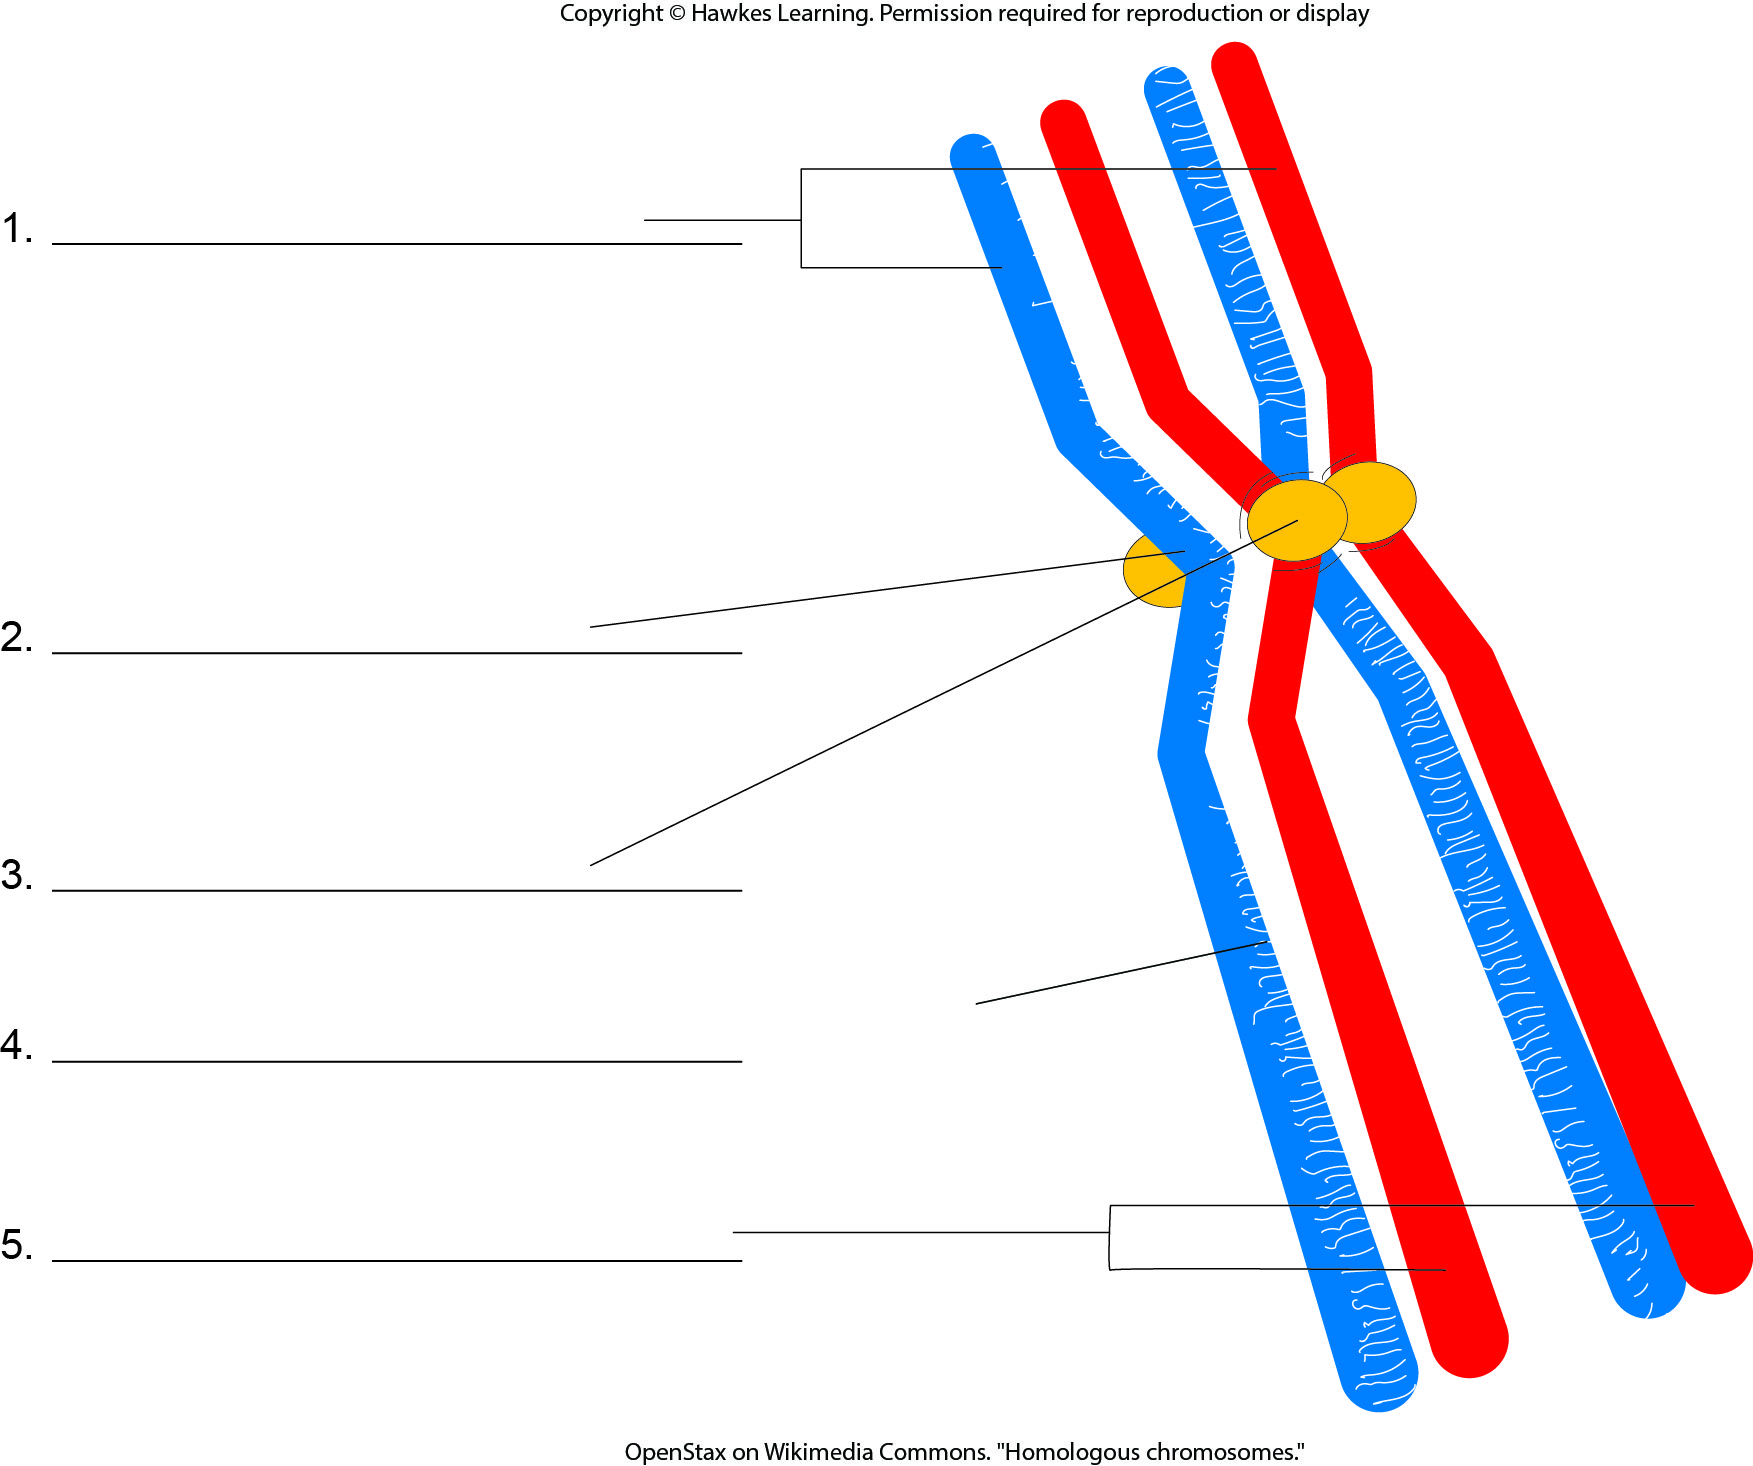 Copyright © Hawkes Learning. Permission required for reproduction or display
1.
2.
3.
4.
5.
OpenStax on Wikimedia Commons. "Homologous chromosomes."